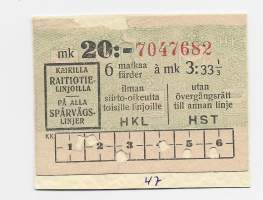 mk 20:- 7047682
KAIKILLA
RAITIOTIE-
LINJOILLA
PÅ ALLA
SPÅRVÄGS-
LINJER
6 matkaa
färder
à mk 3:33 1/3
ilman
siirto-oikeutta
toisille linjoille
HKL
utan
övergångsrätt
till annan linje
HST
KK.
1 2 3 4 5 6
47